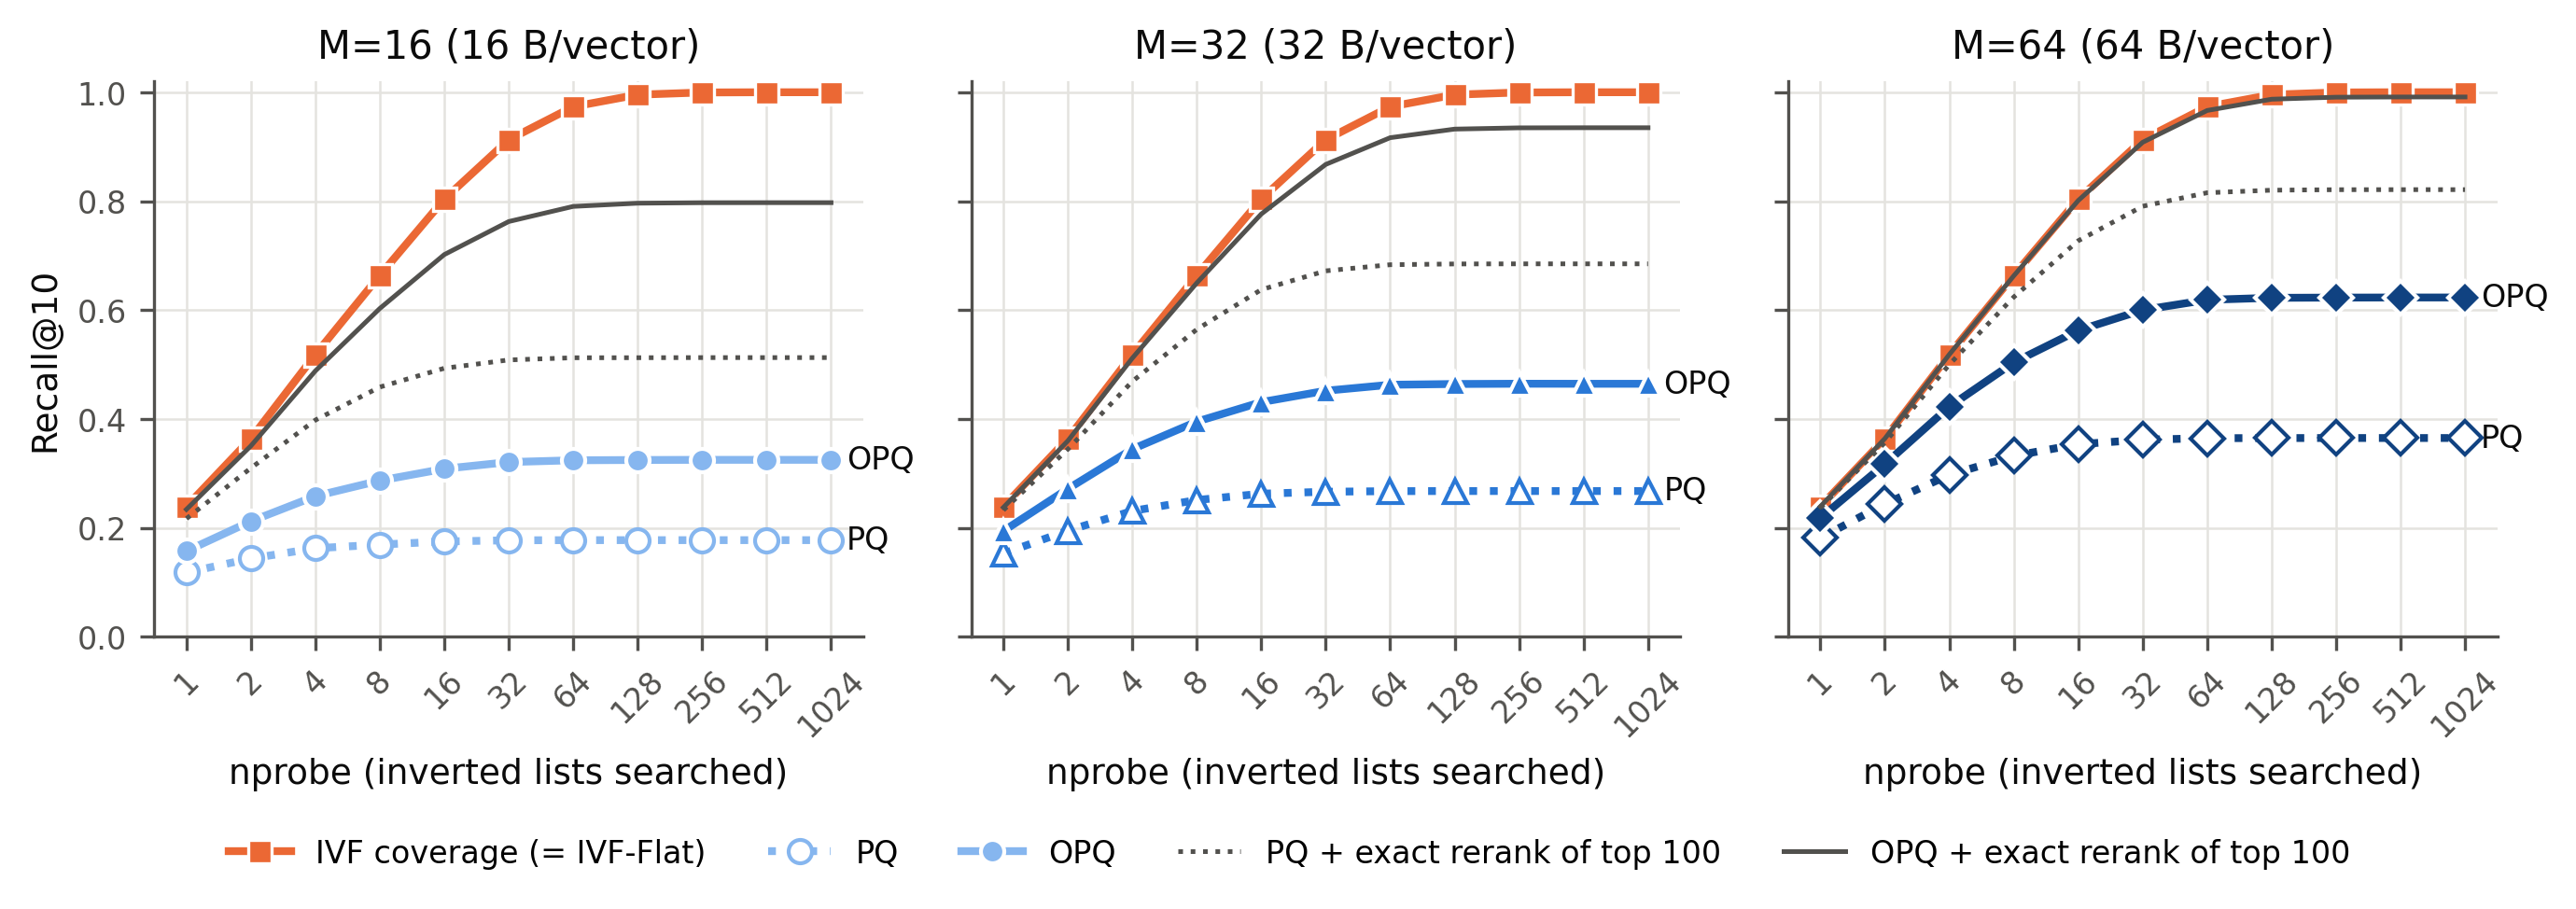 M=16 (16 B/vector)
M=32 (32 B/vector)
M=64 (64 B/vector)
Recall@10
1.0
0.8
0.6
0.4
0.2
0.0
OPQ
PQ
OPQ
PQ
OPQ
PQ
1 2 4 8 16 32 64 128 256 512 1024
1 2 4 8 16 32 64 128 256 512 1024
1 2 4 8 16 32 64 128 256 512 1024
nprobe (inverted lists searched)
nprobe (inverted lists searched)
nprobe (inverted lists searched)
IVF coverage (= IVF-Flat) PQ OPQ PQ + exact rerank of top 100 OPQ + exact rerank of top 100